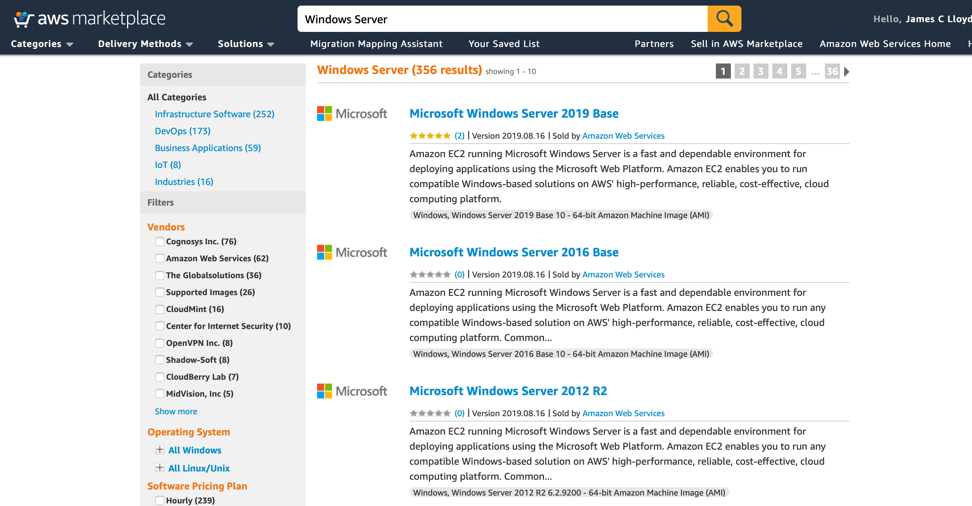 aws marketplace
Windows Server
Hello, James C Lloyd
Categories
Delivery Methods
Solutions
Migration Mapping Assistant
Your Saved List
Partners
Sell in AWS Marketplace
Amazon Web Services Home
Categories
All Categories
Infrastructure Software (252)
DevOps (173)
Business Applications (59)
IoT (8)
Industries (16)
Filters
Vendors
Cognosys Inc. (76)
Amazon Web Services (62)
The Globalsolutions (36)
Supported Images (26)
CloudMint (16)
Center for Internet Security (10)
OpenVPN Inc. (8)
Shadow-Soft (8)
CloudBerry Lab (7)
MidVision, Inc (5)
Show more
Operating System
All Windows
All Linux/Unix
Software Pricing Plan
Hourly (239)
Windows Server (356 results) showing 1 - 10
1 2 3 4 5 ... 36
Microsoft
Microsoft Windows Server 2019 Base
(2) | Version 2019.08.16 | Sold by Amazon Web Services
Amazon EC2 running Microsoft Windows Server is a fast and dependable environment for
deploying applications using the Microsoft Web Platform. Amazon EC2 enables you to run
compatible Windows-based solutions on AWS' high-performance, reliable, cost-effective, cloud
computing platform.
Windows, Windows Server 2019 Base 10 - 64-bit Amazon Machine Image (AMI)
Microsoft
Microsoft Windows Server 2016 Base
(0) | Version 2019.08.16 | Sold by Amazon Web Services
Amazon EC2 running Microsoft Windows Server is a fast and dependable environment for
deploying applications using the Microsoft Web Platform. Amazon EC2 enables you to run any
compatible Windows-based solution on AWS' high-performance, reliable, cost-effective, cloud
computing platform. Common...
Windows, Windows Server 2016 Base 10 - 64-bit Amazon Machine Image (AMI)
Microsoft
Microsoft Windows Server 2012 R2
(0) | Version 2019.08.16 | Sold by Amazon Web Services
Amazon EC2 running Microsoft Windows Server is a fast and dependable environment for
deploying applications using the Microsoft Web Platform. Amazon EC2 enables you to run any
compatible Windows-based solution on AWS' high-performance, reliable, cost-effective, cloud
computing platform. Common...
Windows, Windows Server 2012 R2 6.2.9200 - 64-bit Amazon Machine Image (AMI)